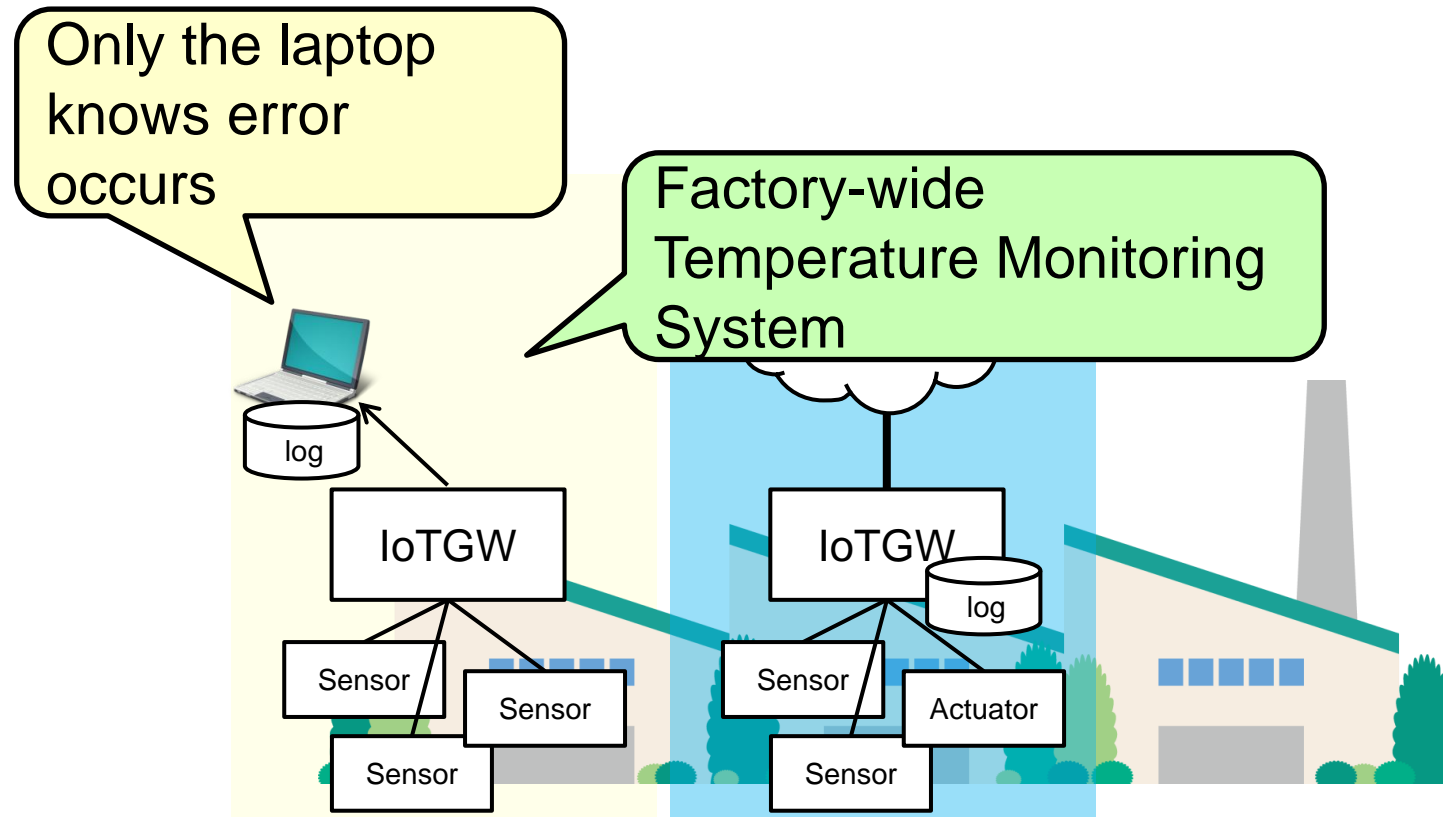 Only the laptop
knows error
occurs
Factory-wide
Temperature Monitoring
System
log
IoTGW
IoTGW
log
Sensor
Sensor
Sensor
Sensor
Actuator
Sensor